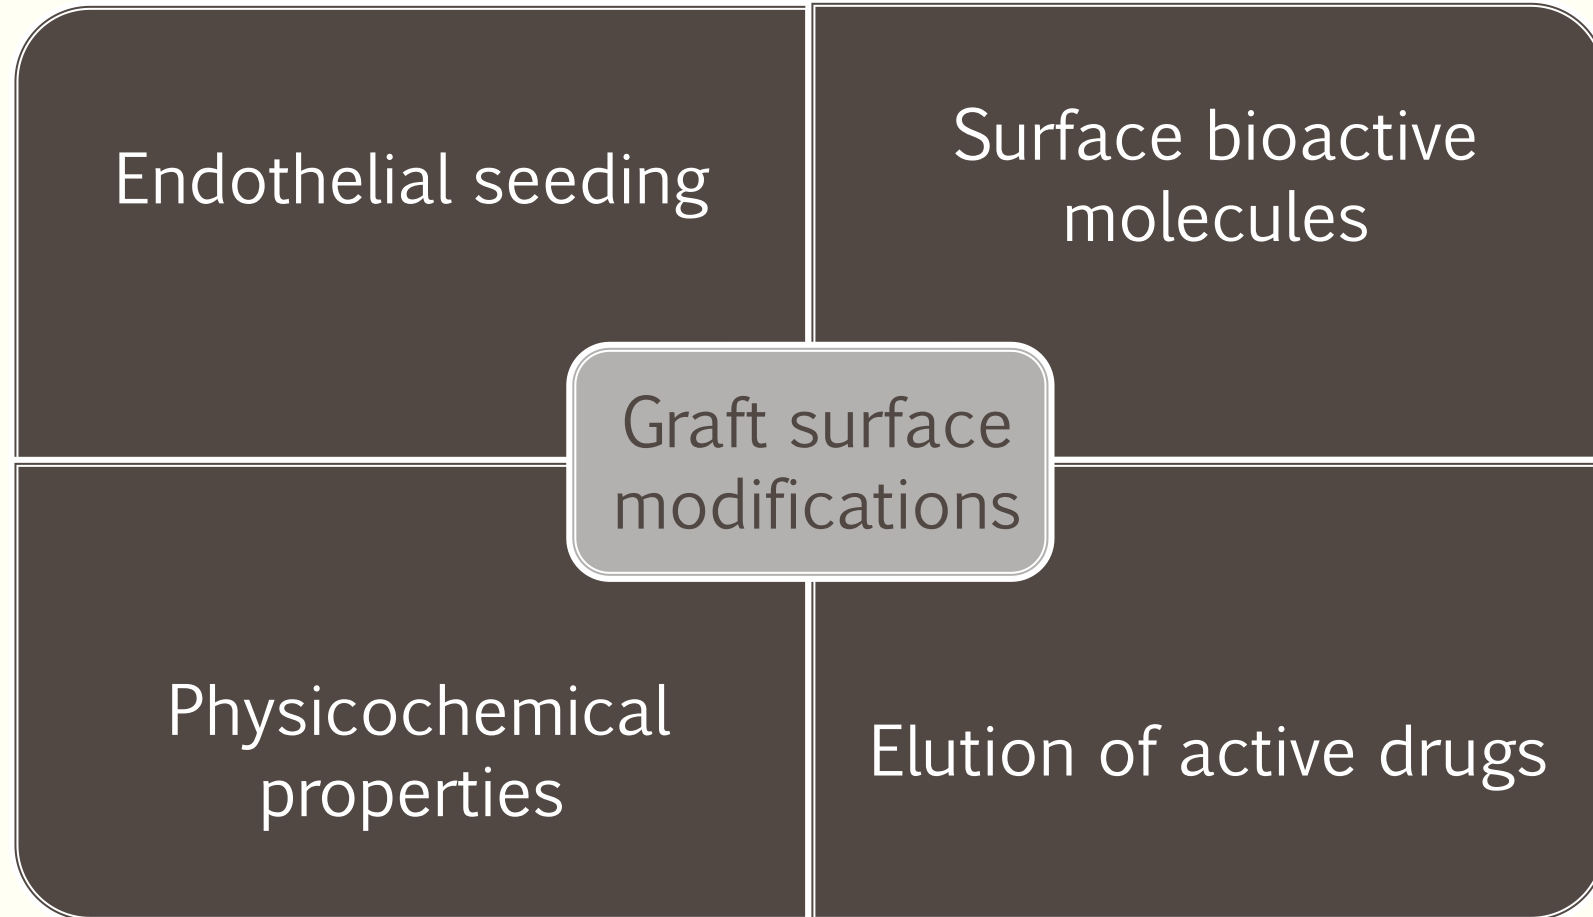 Endothelial seeding
Surface bioactive
molecules
Graft surface
modifications
Physicochemical
properties
Elution of active drugs